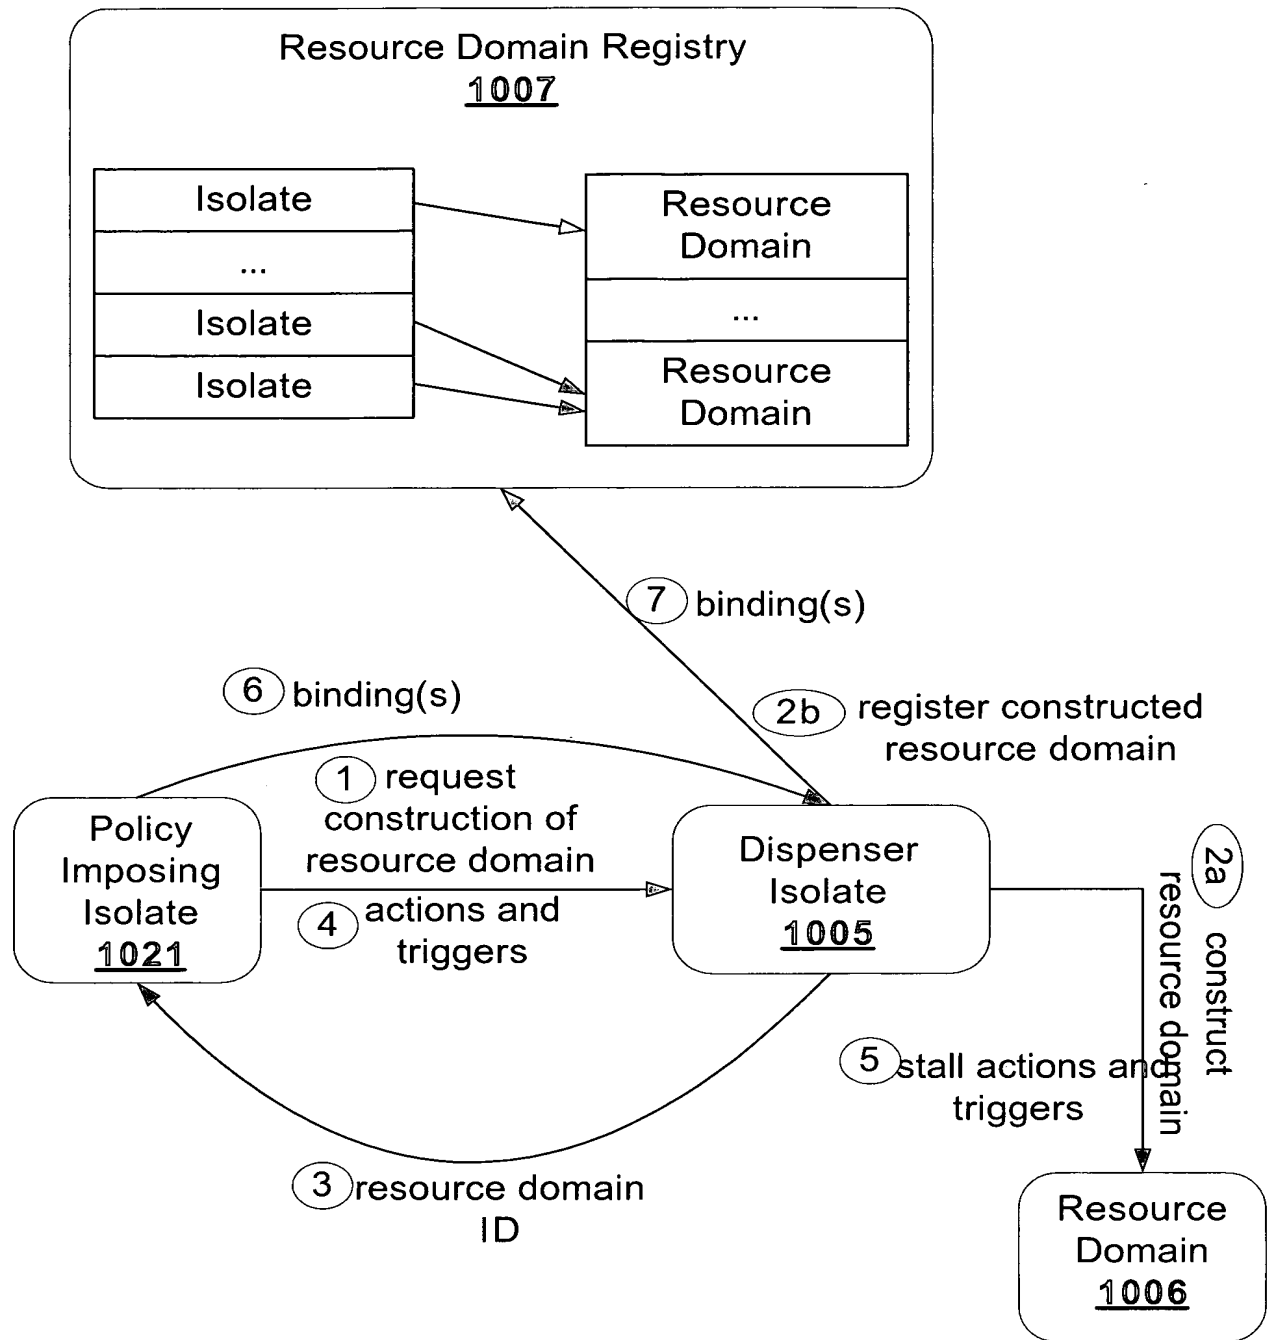 Resource Domain Registry
1007
Isolate
...
Isolate
Isolate
Resource
Domain
...
Resource
Domain
7 binding(s)
6 binding(s)
2b register constructed
resource domain
1 request
construction of
resource domain
4 actions and
triggers
Policy
Imposing
Isolate
1021
Dispenser
Isolate
1005
2a construct
resource domain
5 stall actions and
triggers
3 resource domain
ID
Resource
Domain
1006